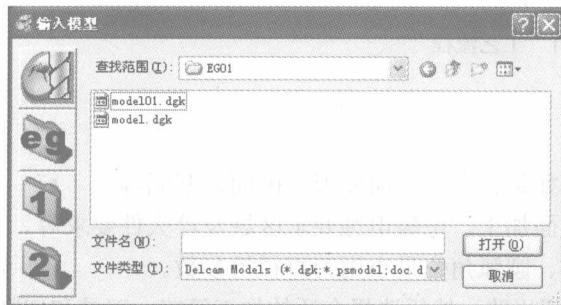 输入模型
查找范围(I): EG01
model01.dgk
model.dgk
eg
1
2
文件名(N): 打开(O)
文件类型(T): Delcam Models (*.dgk;*.psmodel;doc.d 取消